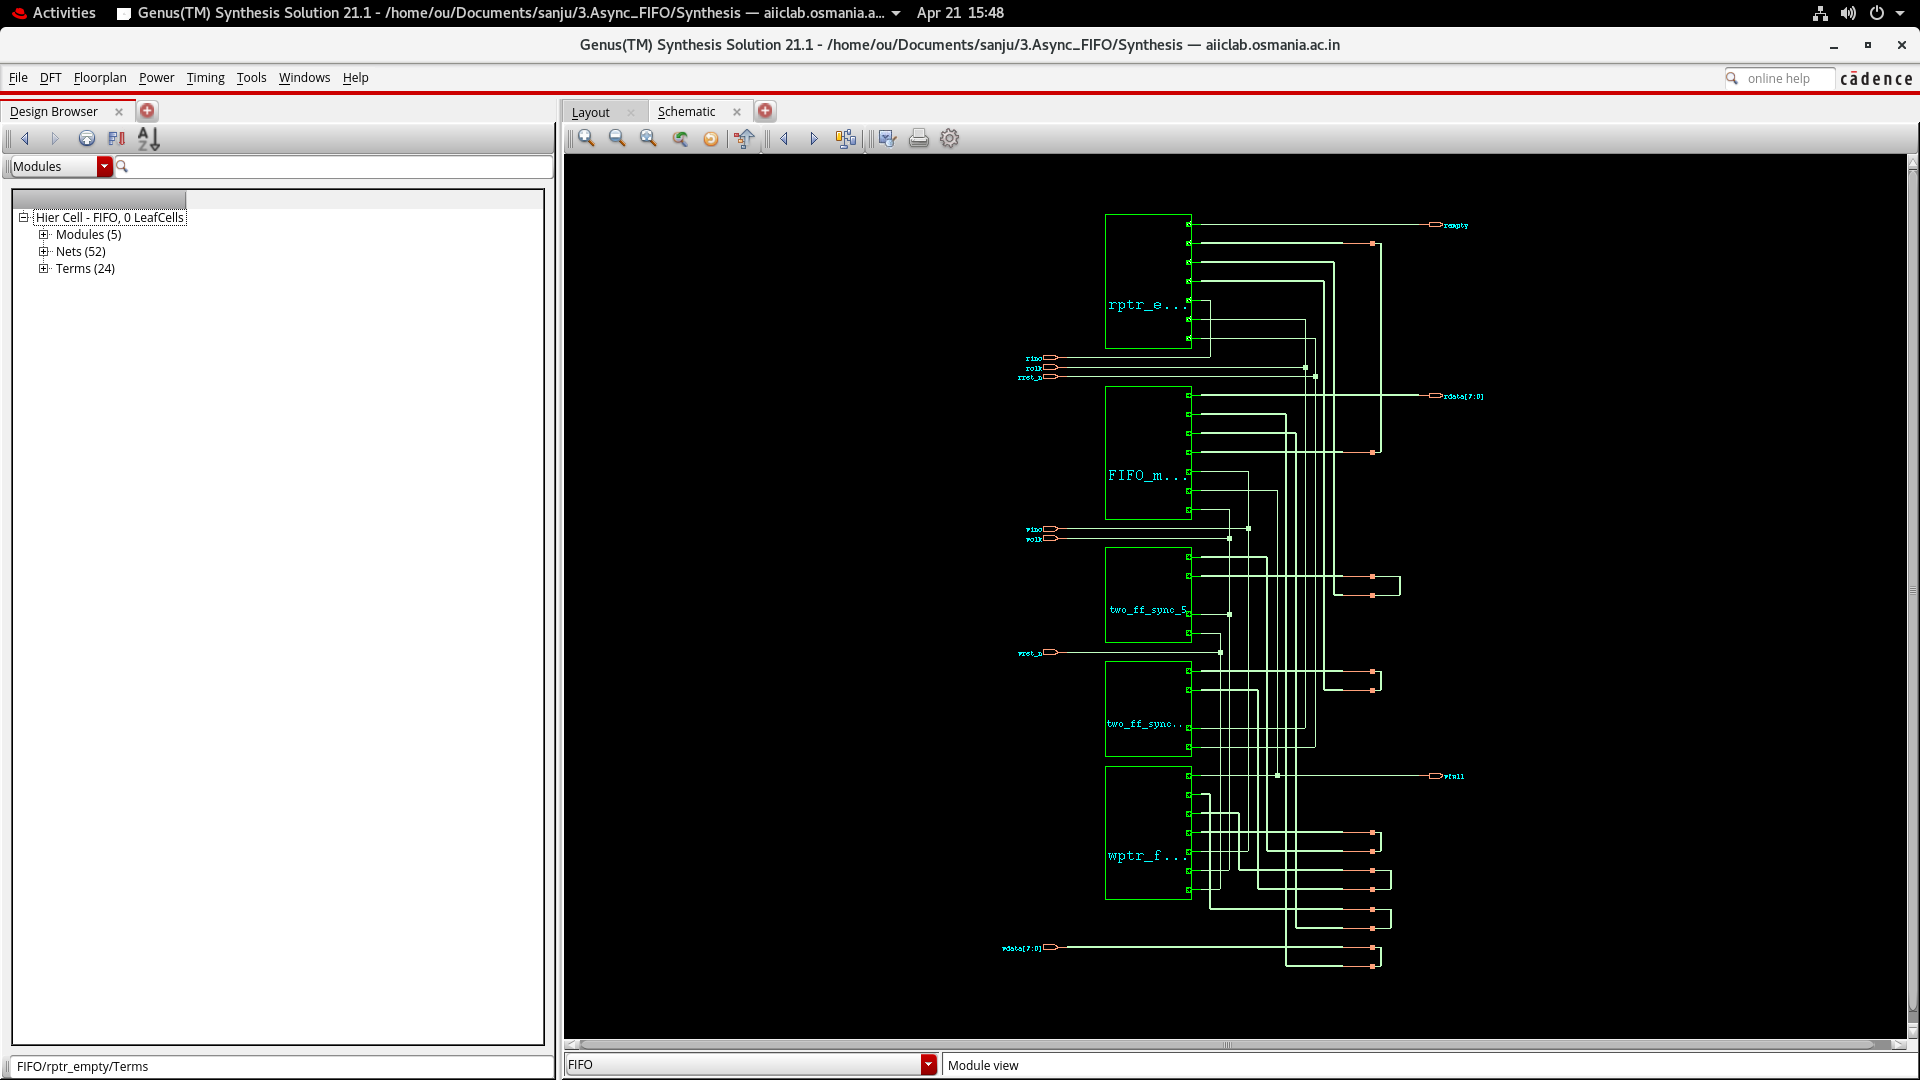 Activities
Genus(TM) Synthesis Solution 21.1 - /home/ou/Documents/sanju/3.Async_FIFO/Synthesis — aiiclab.osmania.a...
Apr 21 15:48
Genus(TM) Synthesis Solution 21.1 - /home/ou/Documents/sanju/3.Async_FIFO/Synthesis — aiiclab.osmania.ac.in
File DFT Floorplan Power Timing Tools Windows Help
online help
cādence
Design Browser
Layout
Schematic
Modules
Hier Cell - FIFO, 0 LeafCells
Modules (5)
Nets (52)
Terms (24)
rempty
rptr_e...
rinc
rclk
rrst_n
rdata[7:0]
FIFO_m...
winc
wclk
two_ff_sync_5
wrst_n
two_ff_sync..
wfull
wptr_f...
wdata[7:0]
FIFO/rptr_empty/Terms
FIFO
Module view